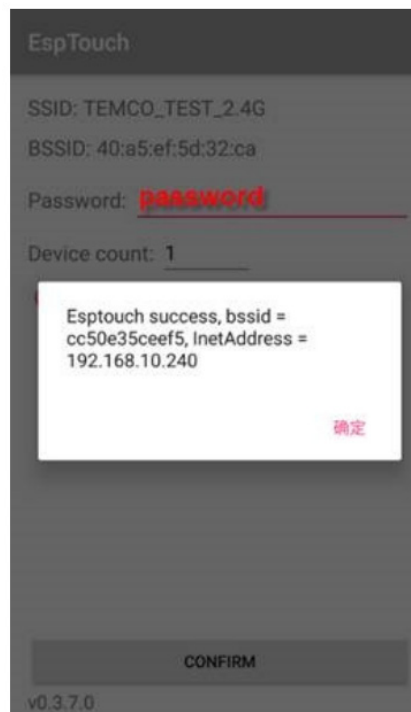 EspTouch
SSID: TEMCO_TEST_2.4G
BSSID: 40:a5:ef:5d:32:ca
Password: password
Device count: 1
Esptouch success, bssid =
cc50e35ceef5, InetAddress =
192.168.10.240
确定
CONFIRM
v0.3.7.0